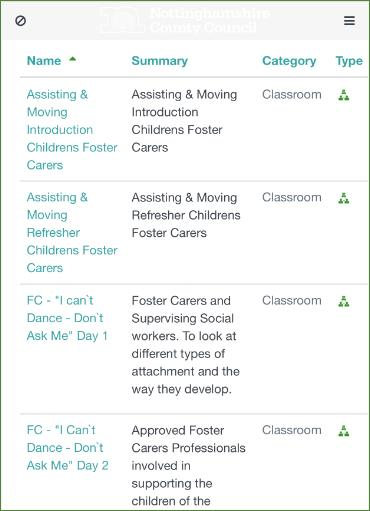 Nottinghamshire
County Council
Name Summary Category Type
Assisting &
Moving
Introduction
Childrens Foster
Carers
Assisting & Moving
Introduction
Childrens Foster
Carers
Classroom
Assisting &
Moving
Refresher
Childrens Foster
Carers
Assisting & Moving
Refresher Childrens
Foster Carers
Classroom
FC - "I can`t
Dance - Don`t
Ask Me" Day 1
Foster Carers and
Supervising Social
workers. To look at
different types of
attachment and the
way they develop.
Classroom
FC - "I Can`t
Dance - Don`t
Ask Me" Day 2
Approved Foster
Carers Professionals
involved in
supporting the
children of the
Classroom